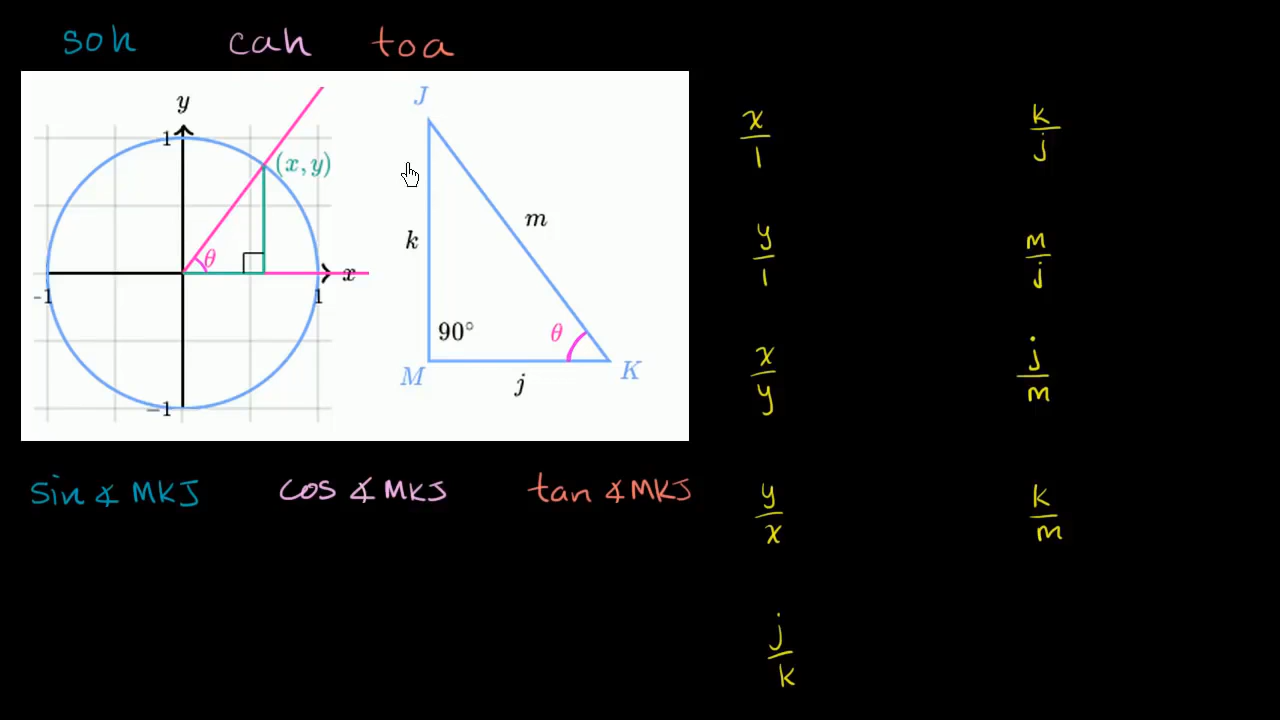 soh cah toa
y
1
(x, y)
θ
x
-1
1
−1
J
k
m
90°
θ
M
j
K
sin ∡ MKJ
cos ∡ MKJ
tan ∡ MKJ
x/1
k/j
y/1
m/j
x/y
j/m
y/x
k/m
j/k